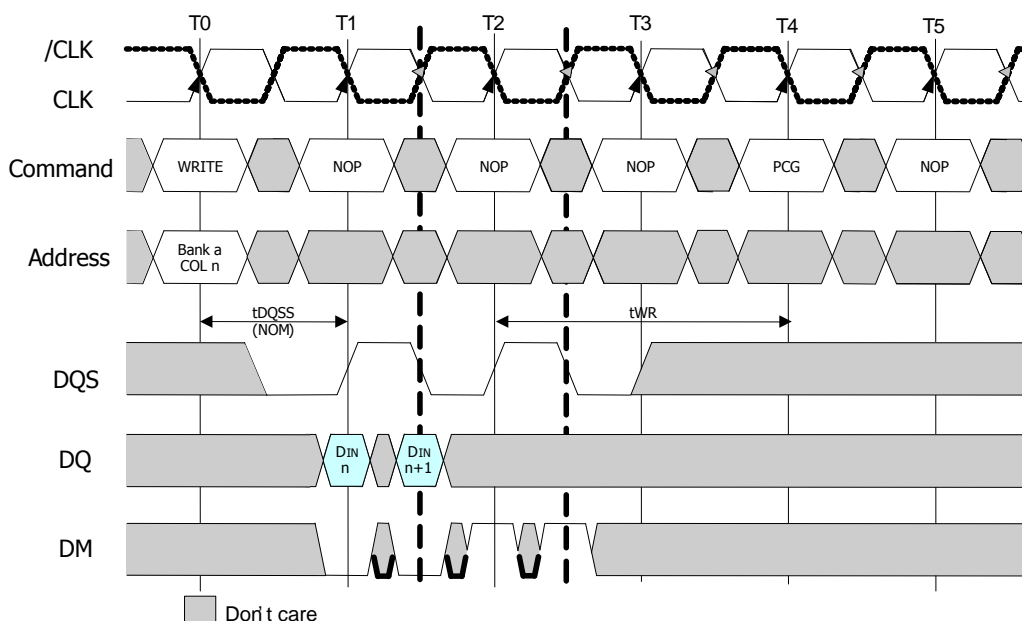 T0 T1 T2 T3 T4 T5
/CLK
CLK
Command WRITE NOP NOP NOP PCG NOP
Address Bank a
COL n
tDQSS
(NOM)
tWR
DQS
DQ DIN
n
DIN
n+1
DM
Don't care